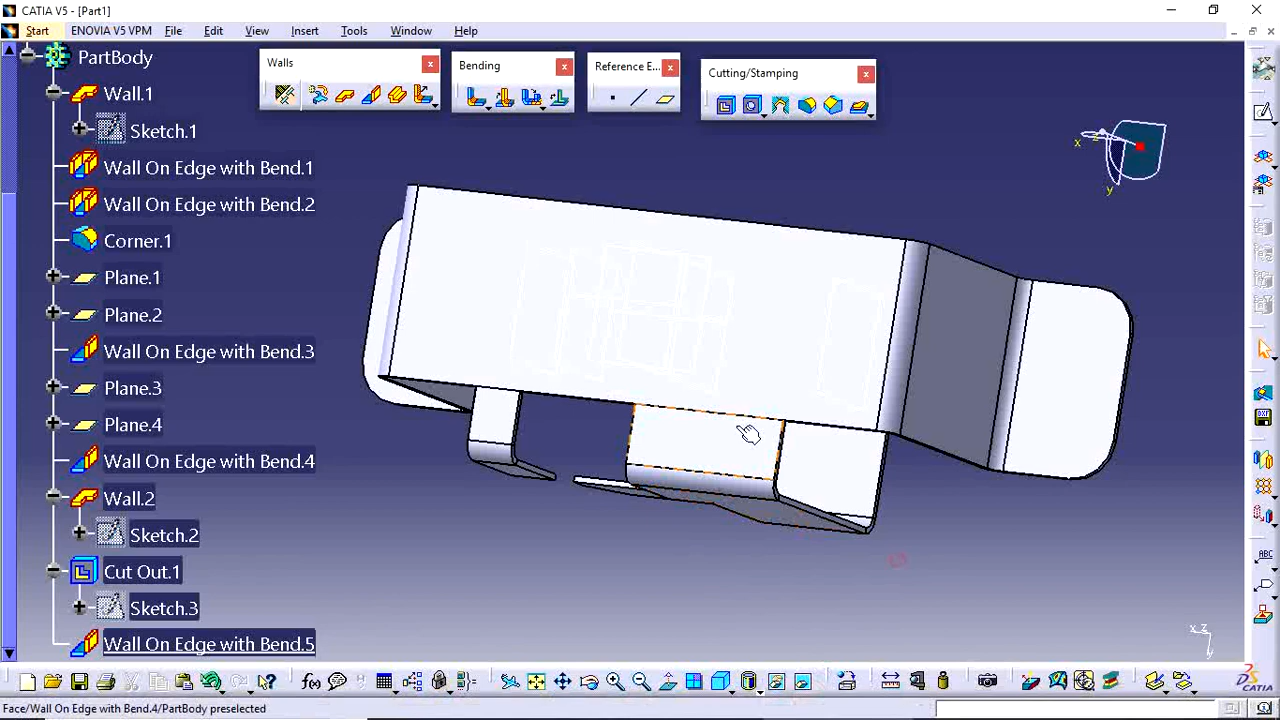 CATIA V5 - [Part1]
Start ENOVIA V5 VPM File Edit View Insert Tools Window Help
PartBody
Walls
Bending
Reference E...
Cutting/Stamping
Wall.1
Sketch.1
Wall On Edge with Bend.1
Wall On Edge with Bend.2
Corner.1
Plane.1
Plane.2
Wall On Edge with Bend.3
Plane.3
Plane.4
Wall On Edge with Bend.4
Wall.2
Sketch.2
Cut Out.1
Sketch.3
Wall On Edge with Bend.5
x
z
y
x z
y
ABC
f(x)
CATIA
Face/Wall On Edge with Bend.4/PartBody preselected